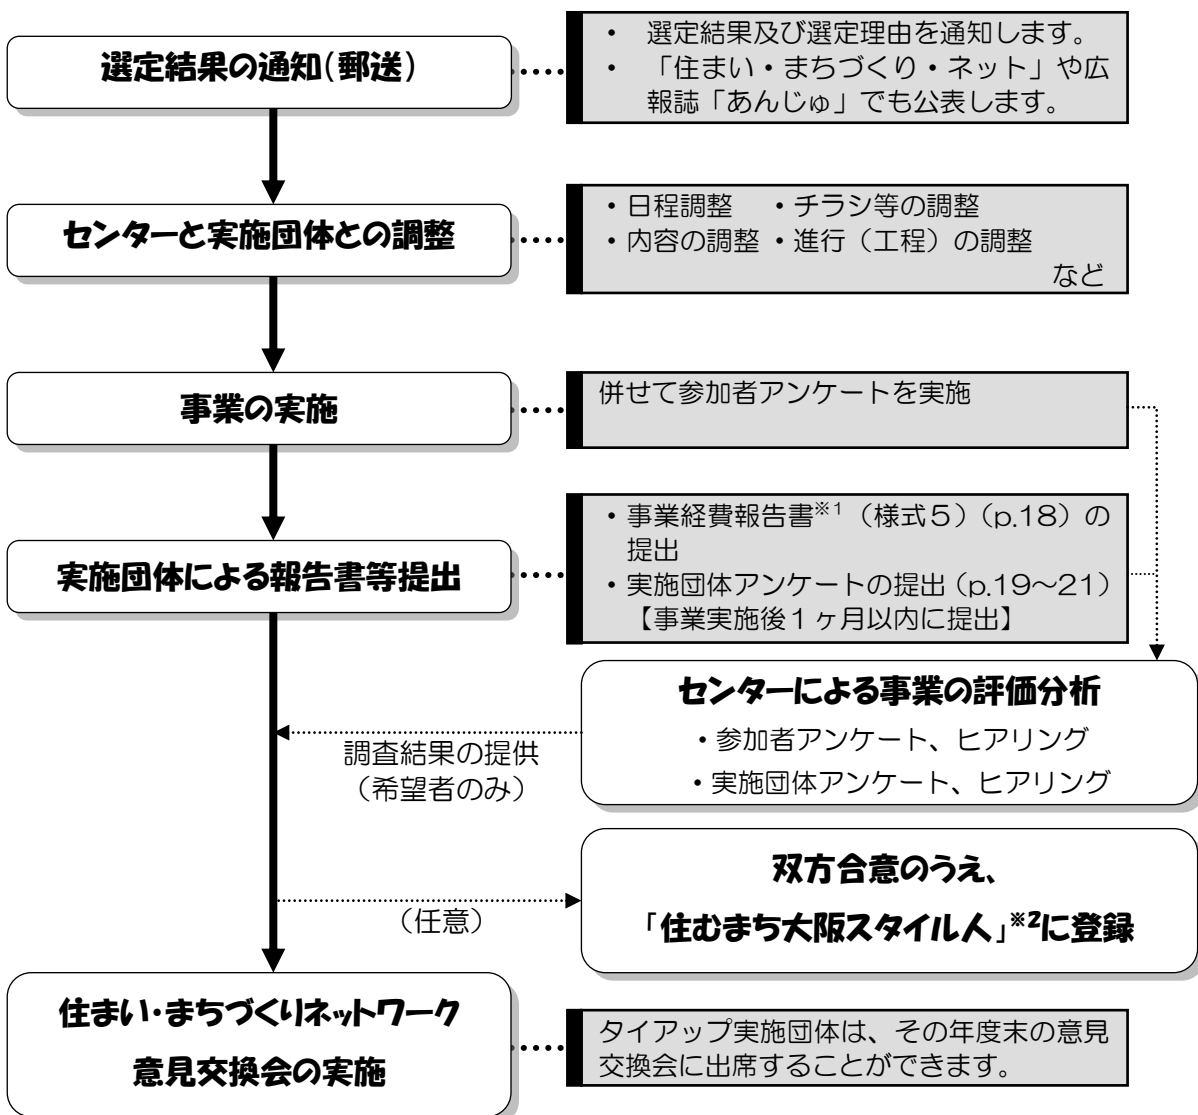 選定結果の通知(郵送)
・ 選定結果及び選定理由を通知します。
・ 「住まい・まちづくり・ネット」や広
報誌「あんじゅ」でも公表します。
センターと実施団体との調整
・日程調整 ・チラシ等の調整
・内容の調整・進行（工程）の調整
など
事業の実施
併せて参加者アンケートを実施
実施団体による報告書等提出
・事業経費報告書※1（様式５）（p.18）の
提出
・実施団体アンケートの提出（p.19～21）
【事業実施後１ヶ月以内に提出】
センターによる事業の評価分析
・参加者アンケート、ヒアリング
・実施団体アンケート、ヒアリング
調査結果の提供
（希望者のみ）
双方合意のうえ、
「住むまち大阪スタイル人」※2に登録
（任意）
住まい・まちづくりネットワーク
意見交換会の実施
タイアップ実施団体は、その年度末の意見
交換会に出席することができます。